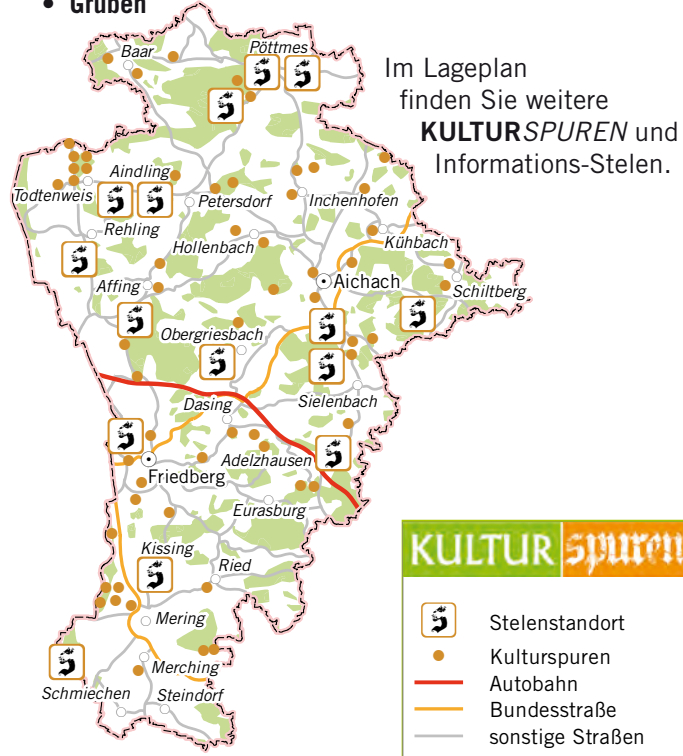 • Gruben
Im Lageplan
finden Sie weitere
KULTURSPUREN und
Informations-Stelen.
Baar
Pöttmes
Aindling
Todtenweis
Petersdorf
Inchenhofen
Rehling
Hollenbach
Kühbach
Affing
Aichach
Schiltberg
Obergriesbach
Dasing
Sielenbach
Adelzhausen
Friedberg
Eurasburg
Kissing
Ried
Mering
Merching
Schmiechen
Steindorf
KULTUR spuren
Stelenstandort
Kulturspuren
Autobahn
Bundesstraße
sonstige Straßen